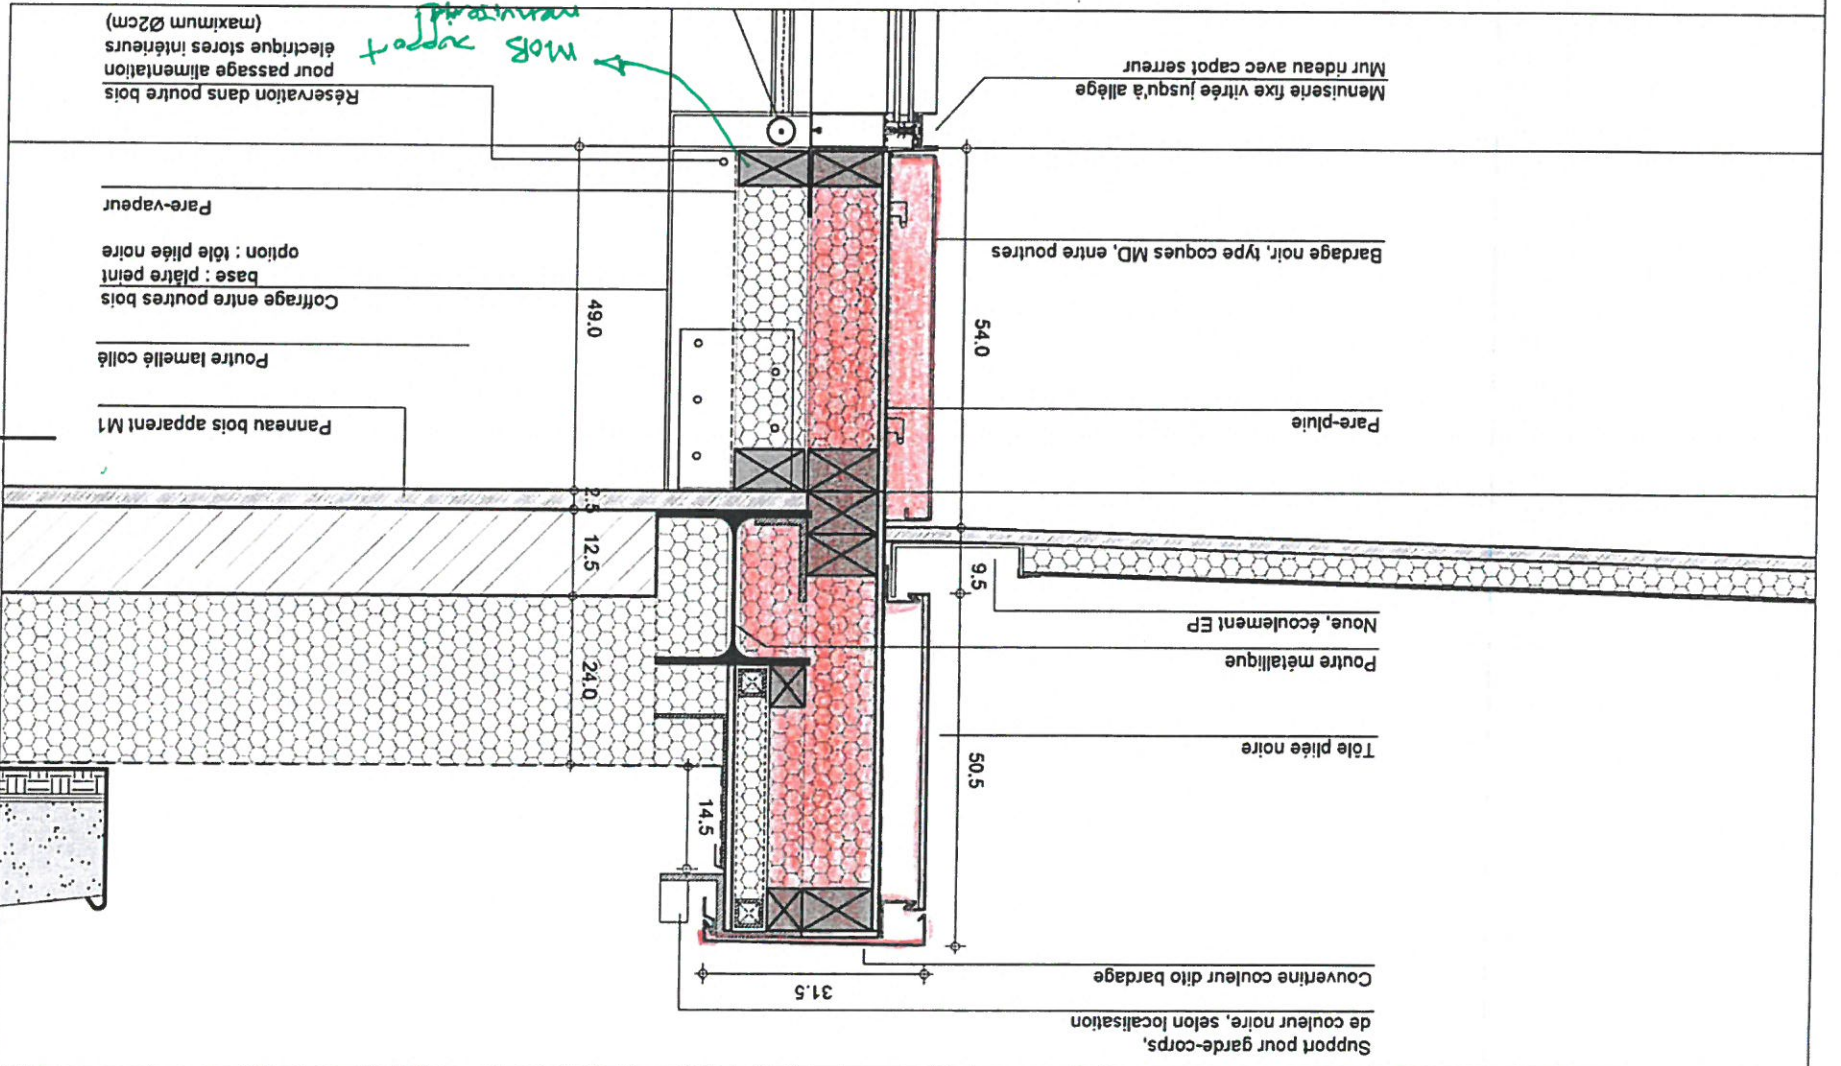 Support pour garde-corps,
de couleur noire, selon localisation
Couvertine couleur dito bardage
31.5
Tôle pliée noire
Poutre métallique
Noue, écoulement EP
Pare-pluie
Bardage noir, type coques MD, entre poutres
Menuiserie fixe vitrée jusqu'à allège
Mur rideau avec capot serreur
50.5
9.5
54.0
14.5
24.0
12.5
2.5
49.0
Panneau bois apparent M1
Poutre lamellé collé
Coffrage entre poutres bois
base : plâtre peint
option : tôle pliée noire
Pare-vapeur
Réservation dans poutre bois
pour passage alimentation
électrique stores intérieurs
(maximum Ø2cm)
MOB support
menuiserie